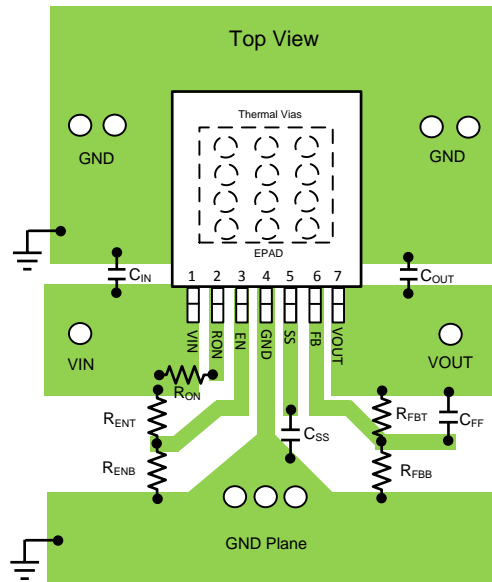 Top View
Thermal Vias
GND
GND
EPAD
CIN
COUT
1 2 3 4 5 6 7
VIN RON EN GND SS FB VOUT
VIN
VOUT
RON
RENT
RFBT
CFF
CSS
RENB
RFBB
GND Plane